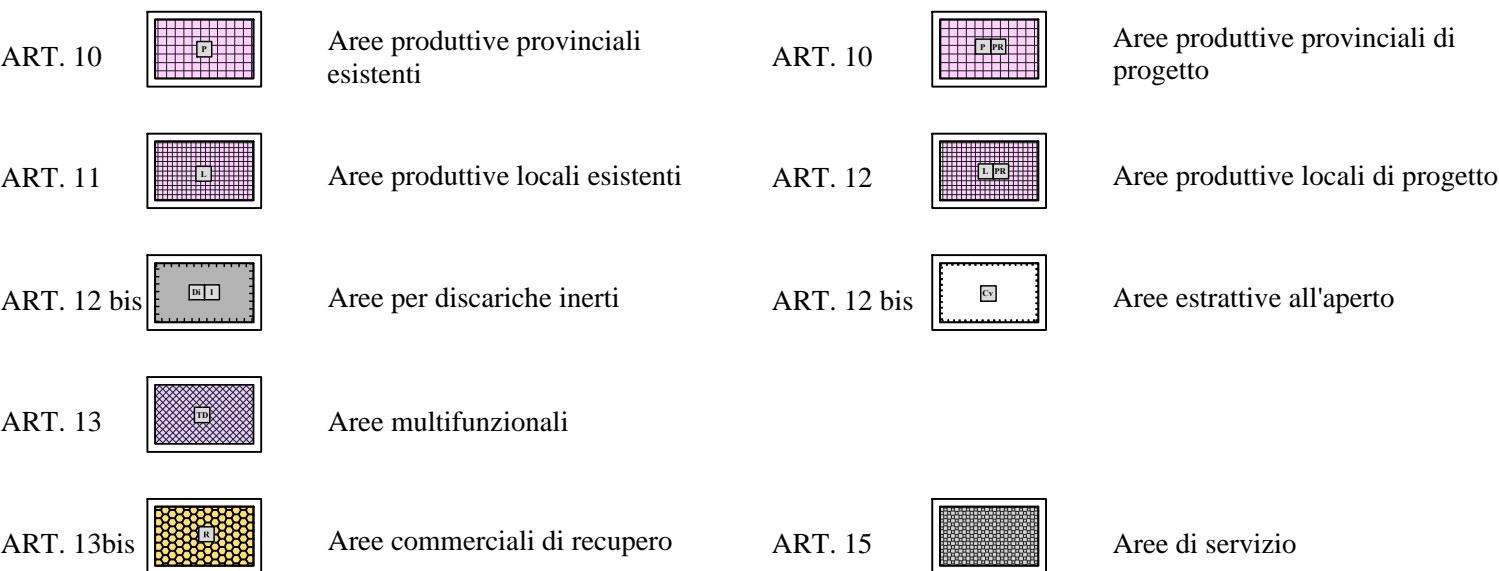 ART. 10 P Aree produttive provinciali esistenti
ART. 10 P PR Aree produttive provinciali di progetto
ART. 11 L Aree produttive locali esistenti
ART. 12 L PR Aree produttive locali di progetto
ART. 12 bis Di I Aree per discariche inerti
ART. 12 bis Cv Aree estrattive all'aperto
ART. 13 TD Aree multifunzionali
ART. 13bis R Aree commerciali di recupero
ART. 15 Aree di servizio